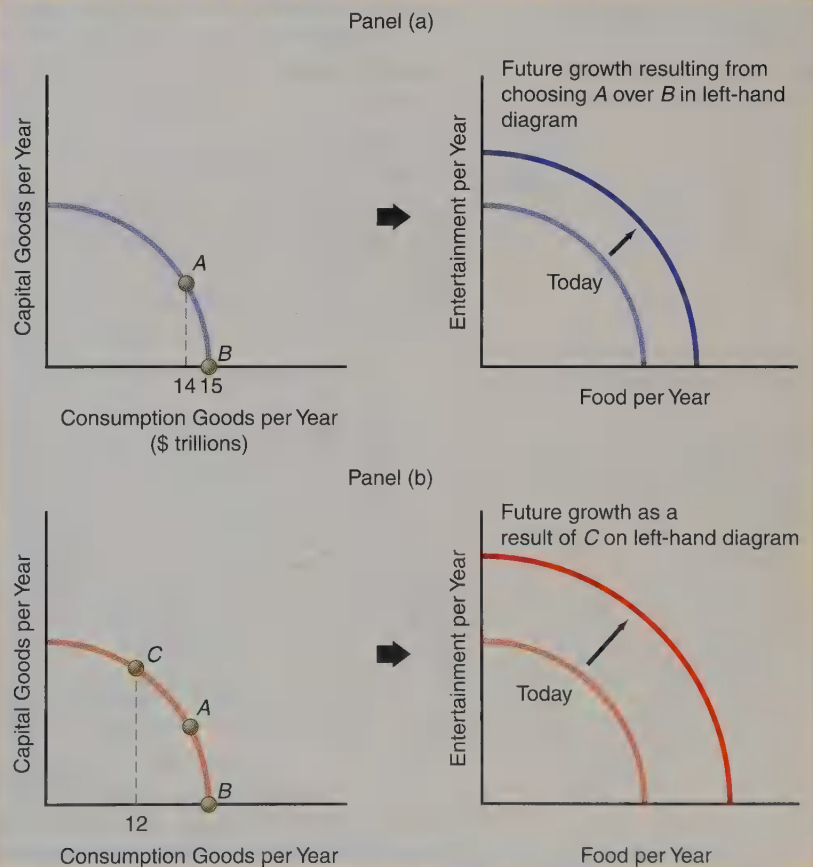 Panel (a)
Capital Goods per Year
A
B
14 15
Consumption Goods per Year
($ trillions)
Future growth resulting from
choosing A over B in left-hand
diagram
Entertainment per Year
Today
Food per Year
Panel (b)
Capital Goods per Year
C
A
B
12
Consumption Goods per Year
Future growth as a
result of C on left-hand diagram
Entertainment per Year
Today
Food per Year